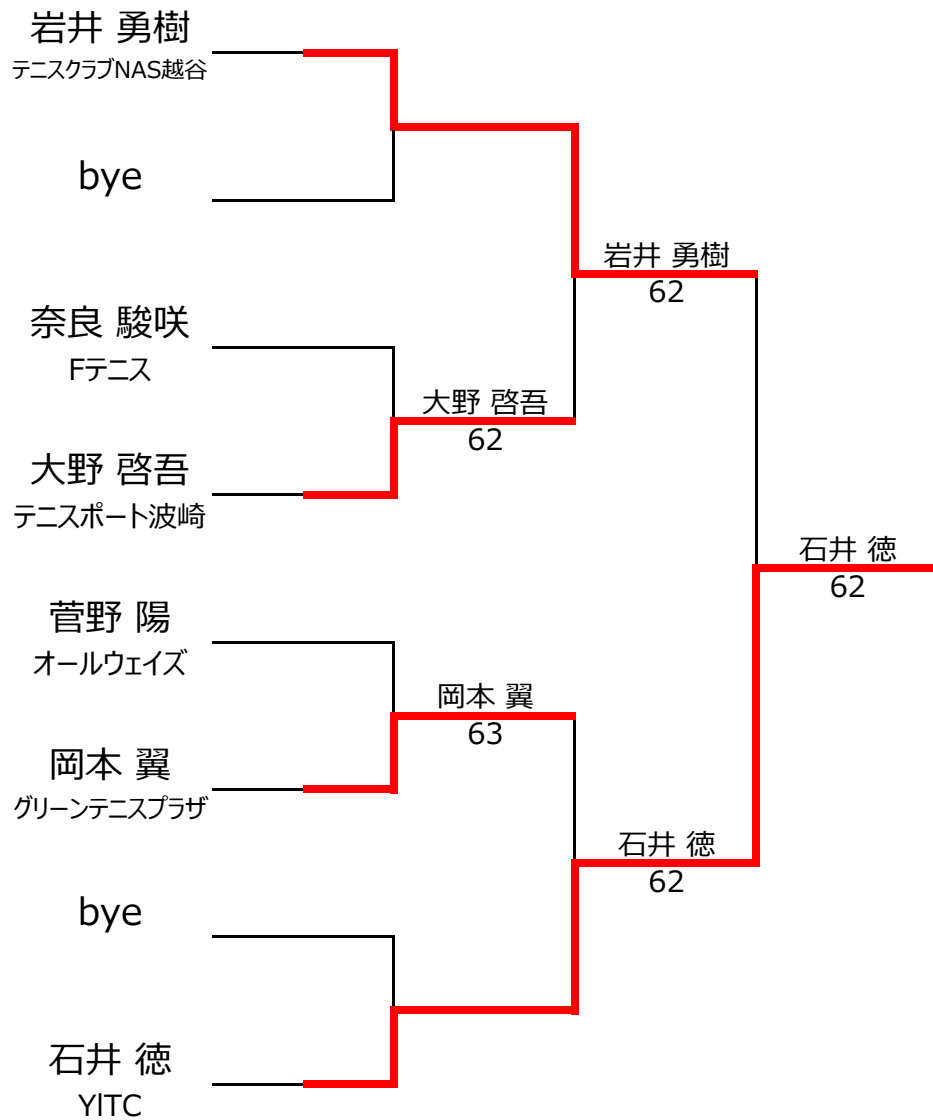 岩井 勇樹
テニスクラブNAS越谷
bye
奈良 駿咲
Fテニス
大野 啓吾
テニスポート波崎
菅野 陽
オールウェイズ
岡本 翼
グリーンテニスプラザ
bye
石井 徳
YITC
大野 啓吾
62
岡本 翼
63
岩井 勇樹
62
石井 徳
62
石井 徳
62